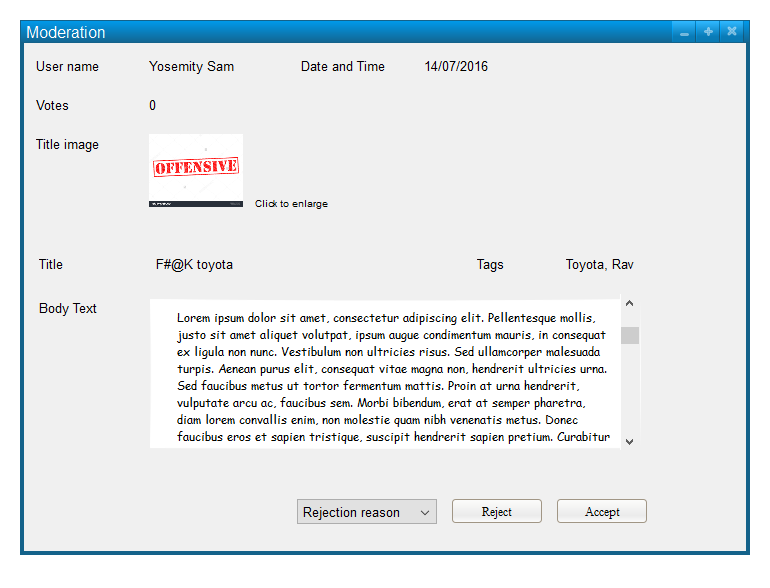 Moderation
User name Yosemity Sam Date and Time 14/07/2016
Votes 0
Title image
OFFENSIVE
Click to enlarge
Title F#@K toyota Tags Toyota, Rav
Body Text
Lorem ipsum dolor sit amet, consectetur adipiscing elit. Pellentesque mollis,
justo sit amet aliquet volutpat, ipsum augue condimentum mauris, in consequat
ex ligula non nunc. Vestibulum non ultricies risus. Sed ullamcorper malesuada
turpis. Aenean purus elit, consequat vitae magna non, hendrerit ultricies urna.
Sed faucibus metus ut tortor fermentum mattis. Proin at urna hendrerit,
vulputate arcu ac, faucibus sem. Morbi bibendum, erat at semper pharetra,
diam lorem convallis enim, non molestie quam nibh venenatis metus. Donec
faucibus eros et sapien tristique, suscipit hendrerit sapien pretium. Curabitur
Rejection reason Reject Accept